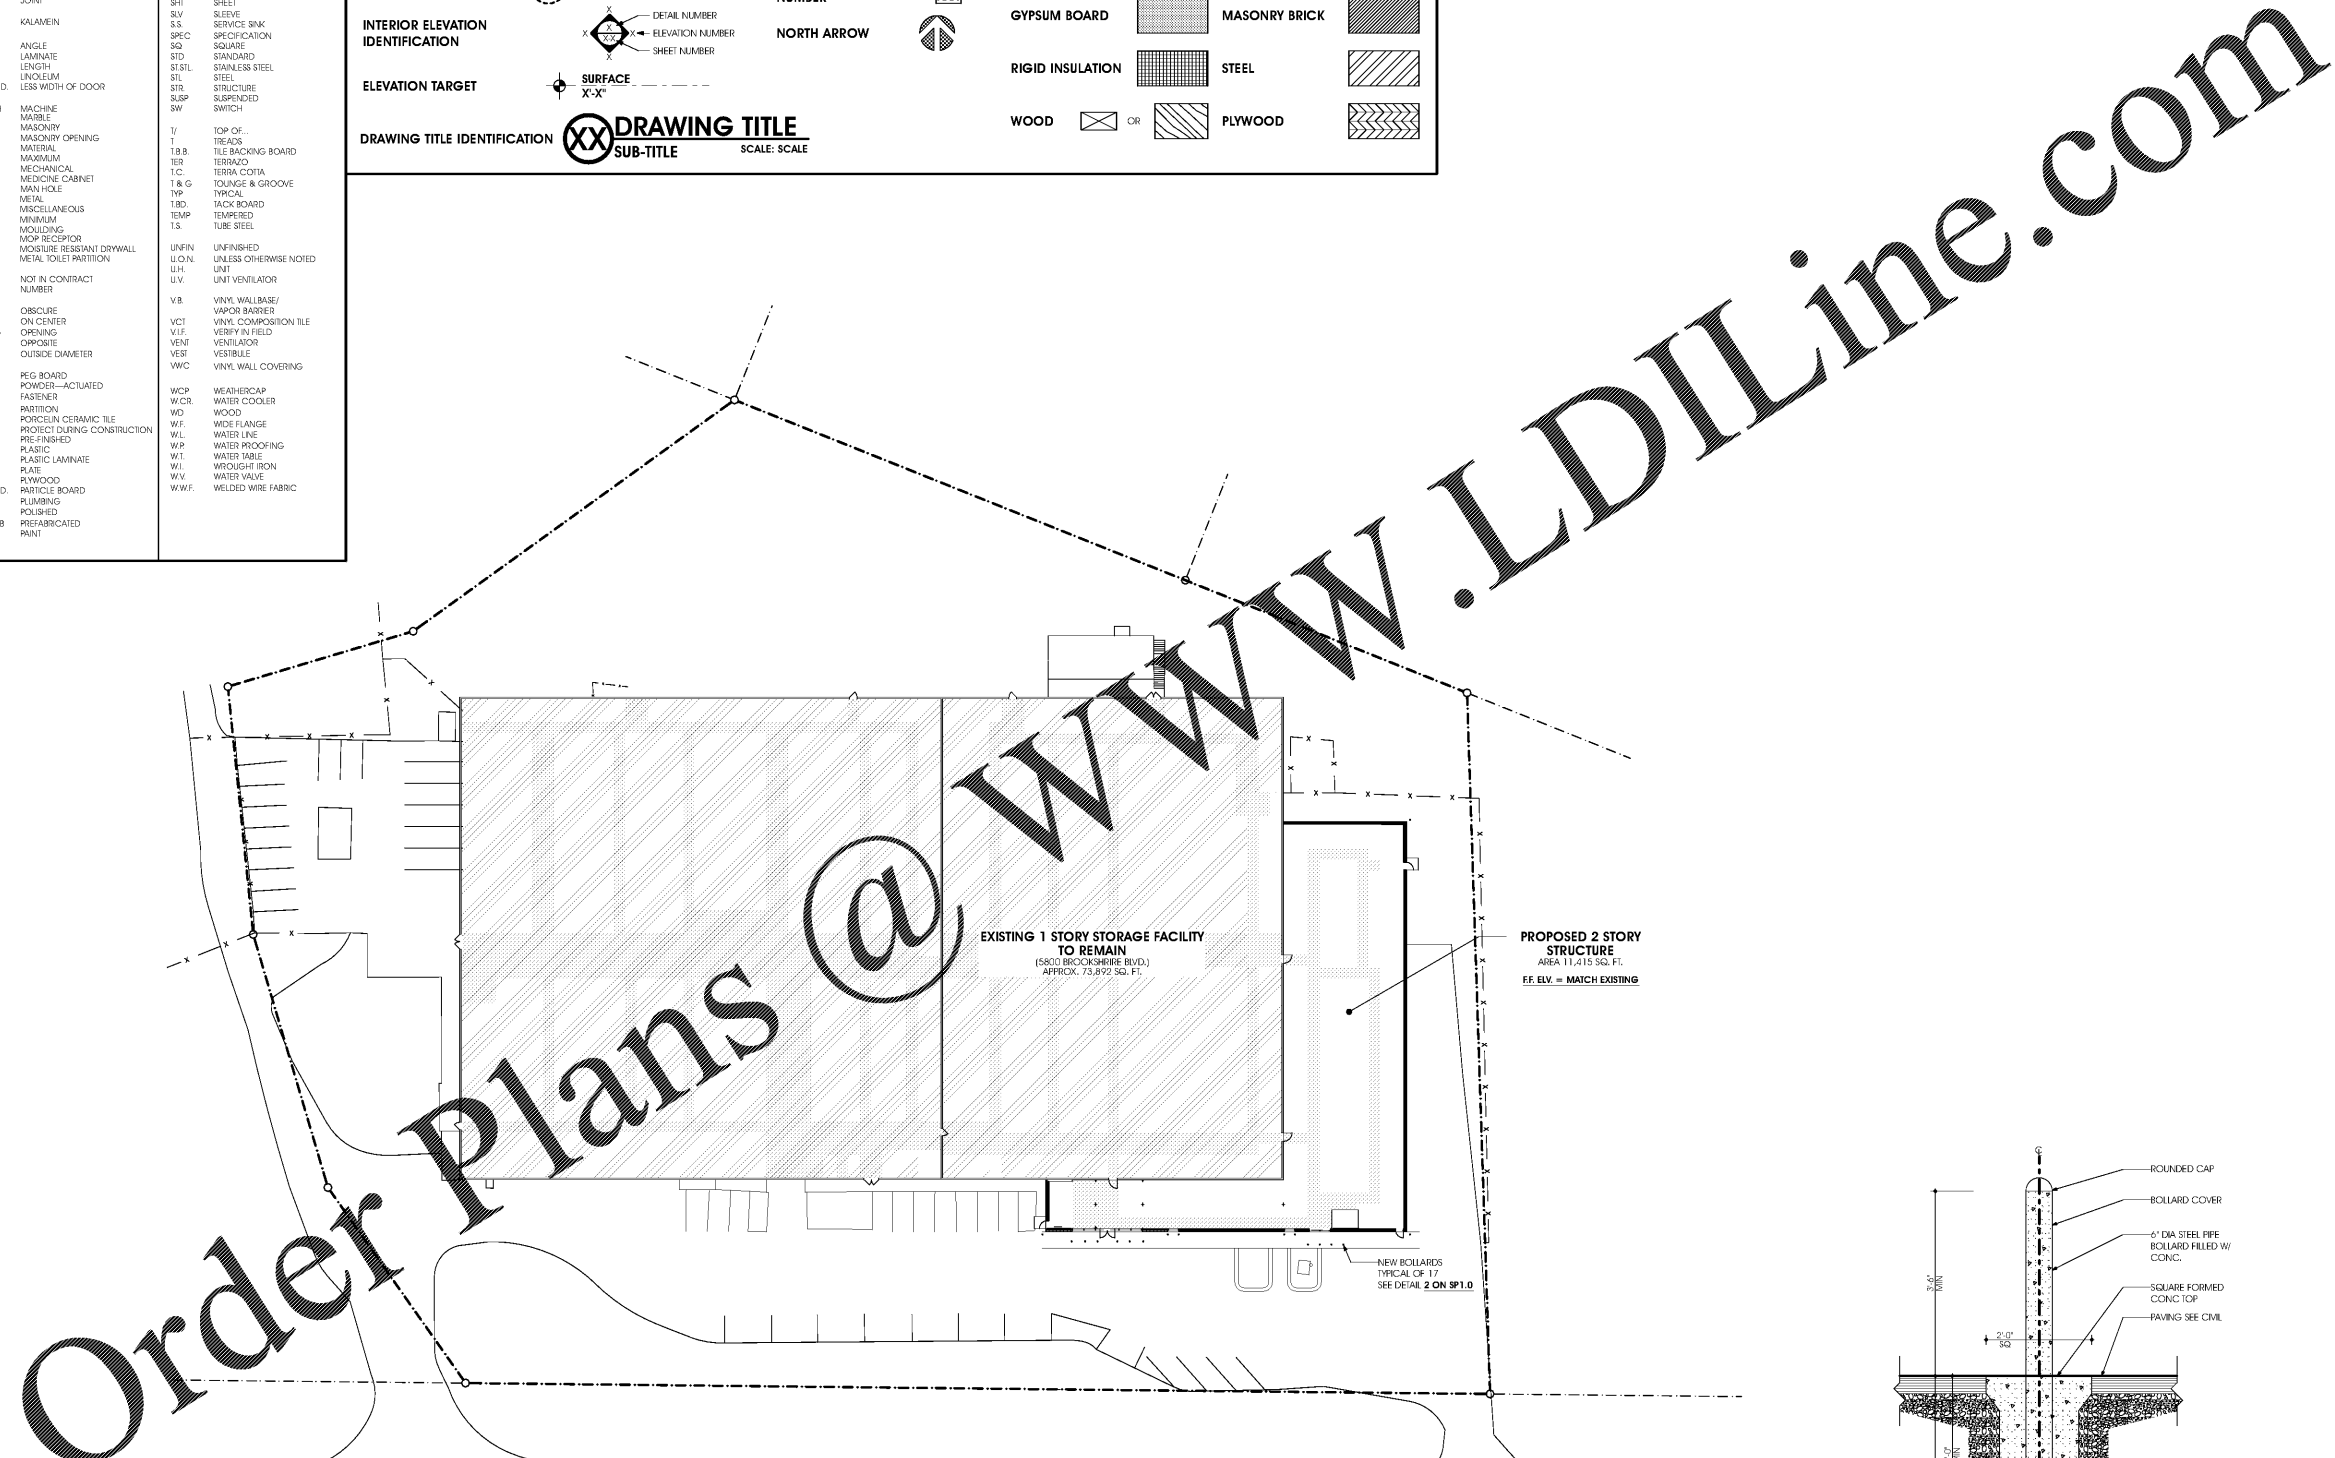 JOINT
KALAMEIN
ANGLE
LAMINATE
LENGTH
LINOLEUM
D. LESS WIDTH OF DOOR
MACHINE
MARBLE
MASONRY
MASONRY OPENING
MATERIAL
MAXIMUM
MECHANICAL
MEDICINE CABINET
MAN HOLE
METAL
MISCELLANEOUS
MINIMUM
MOULDING
MOP RECEPTOR
MOISTURE RESISTANT DRYWALL
METAL TOILET PARTITION
NOT IN CONTRACT
NUMBER
OBSCURE
ON CENTER
OPENING
OPPOSITE
OUTSIDE DIAMETER
PEG BOARD
POWDER—ACTUATED
FASTENER
PARTITION
PORCELIN CERAMIC TILE
PROTECT DURING CONSTRUCTION
PRE-FINISHED
PLASTIC
PLASTIC LAMINATE
PLATE
PLYWOOD
D. PARTICLE BOARD
PLUMBING
POLISHED
B PREFABRICATED
PAINT
SHT SHEET
SLV SLEEVE
S.S. SERVICE SINK
SPEC SPECIFICATION
SQ SQUARE
STD STANDARD
ST.STL. STAINLESS STEEL
STL STEEL
STR. STRUCTURE
SUSP SUSPENDED
SW SWITCH
T/ TOP OF...
T TREADS
T.B.B. TILE BACKING BOARD
TER TERRAZO
T.C. TERRA COTTA
T & G TOUNGE & GROOVE
TYP TYPICAL
T.BD. TACK BOARD
TEMP TEMPERED
T.S. TUBE STEEL
UNFIN UNFINISHED
U.O.N. UNLESS OTHERWISE NOTED
U.H. UNIT
U.V. UNIT VENTILATOR
V.B. VINYL WALLBASE/
VAPOR BARRIER
VCT VINYL COMPOSITION TILE
V.I.F. VERIFY IN FIELD
VENT VENTILATOR
VEST VESTIBULE
VWC VINYL WALL COVERING
WCP WEATHERCAP
W.CR. WATER COOLER
WD WOOD
W.F. WIDE FLANGE
W.L. WATER LINE
W.P. WATER PROOFING
W.T. WATER TABLE
W.I. WROUGHT IRON
W.V. WATER VALVE
W.W.F. WELDED WIRE FABRIC
INTERIOR ELEVATION
IDENTIFICATION
X
X X X
X-X
X
DETAIL NUMBER
ELEVATION NUMBER
SHEET NUMBER
ELEVATION TARGET
SURFACE
X'-X"
DRAWING TITLE IDENTIFICATION
XX
DRAWING TITLE
SUB-TITLE
SCALE: SCALE
NUMBER
NORTH ARROW
GYPSUM BOARD
MASONRY BRICK
RIGID INSULATION
STEEL
WOOD
OR
PLYWOOD
Order Plans @ www.LDILine.com
EXISTING 1 STORY STORAGE FACILITY
TO REMAIN
(5800 BROOKSHRIRE BLVD.)
APPROX. 73,892 SQ. FT.
PROPOSED 2 STORY
STRUCTURE
AREA 11,415 SQ. FT.
F.F. ELV. = MATCH EXISTING
NEW BOLLARDS
TYPICAL OF 17
SEE DETAIL 2 ON SP1.0
ROUNDED CAP
BOLLARD COVER
6" DIA STEEL PIPE
BOLLARD FILLED W/
CONC.
SQUARE FORMED
CONC TOP
PAVING SEE CIVIL
3'-6"
MIN
2'-0"
SQ